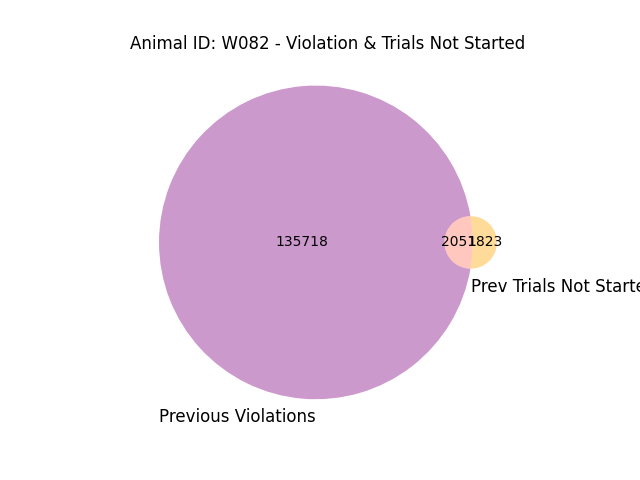 Animal ID: W082 - Violation & Trials Not Started
135718
2051
1823
Prev Trials Not Starte
Previous Violations